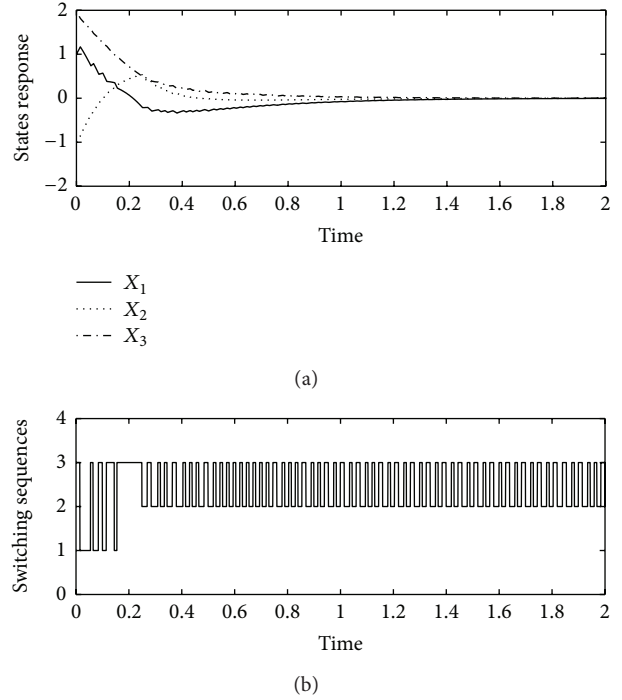 2
1
0
−1
−2
States response
0 0.2 0.4 0.6 0.8 1 1.2 1.4 1.6 1.8 2
Time
X1
X2
X3
(a)
4
3
2
1
0
Switching sequences
0 0.2 0.4 0.6 0.8 1 1.2 1.4 1.6 1.8 2
Time
(b)